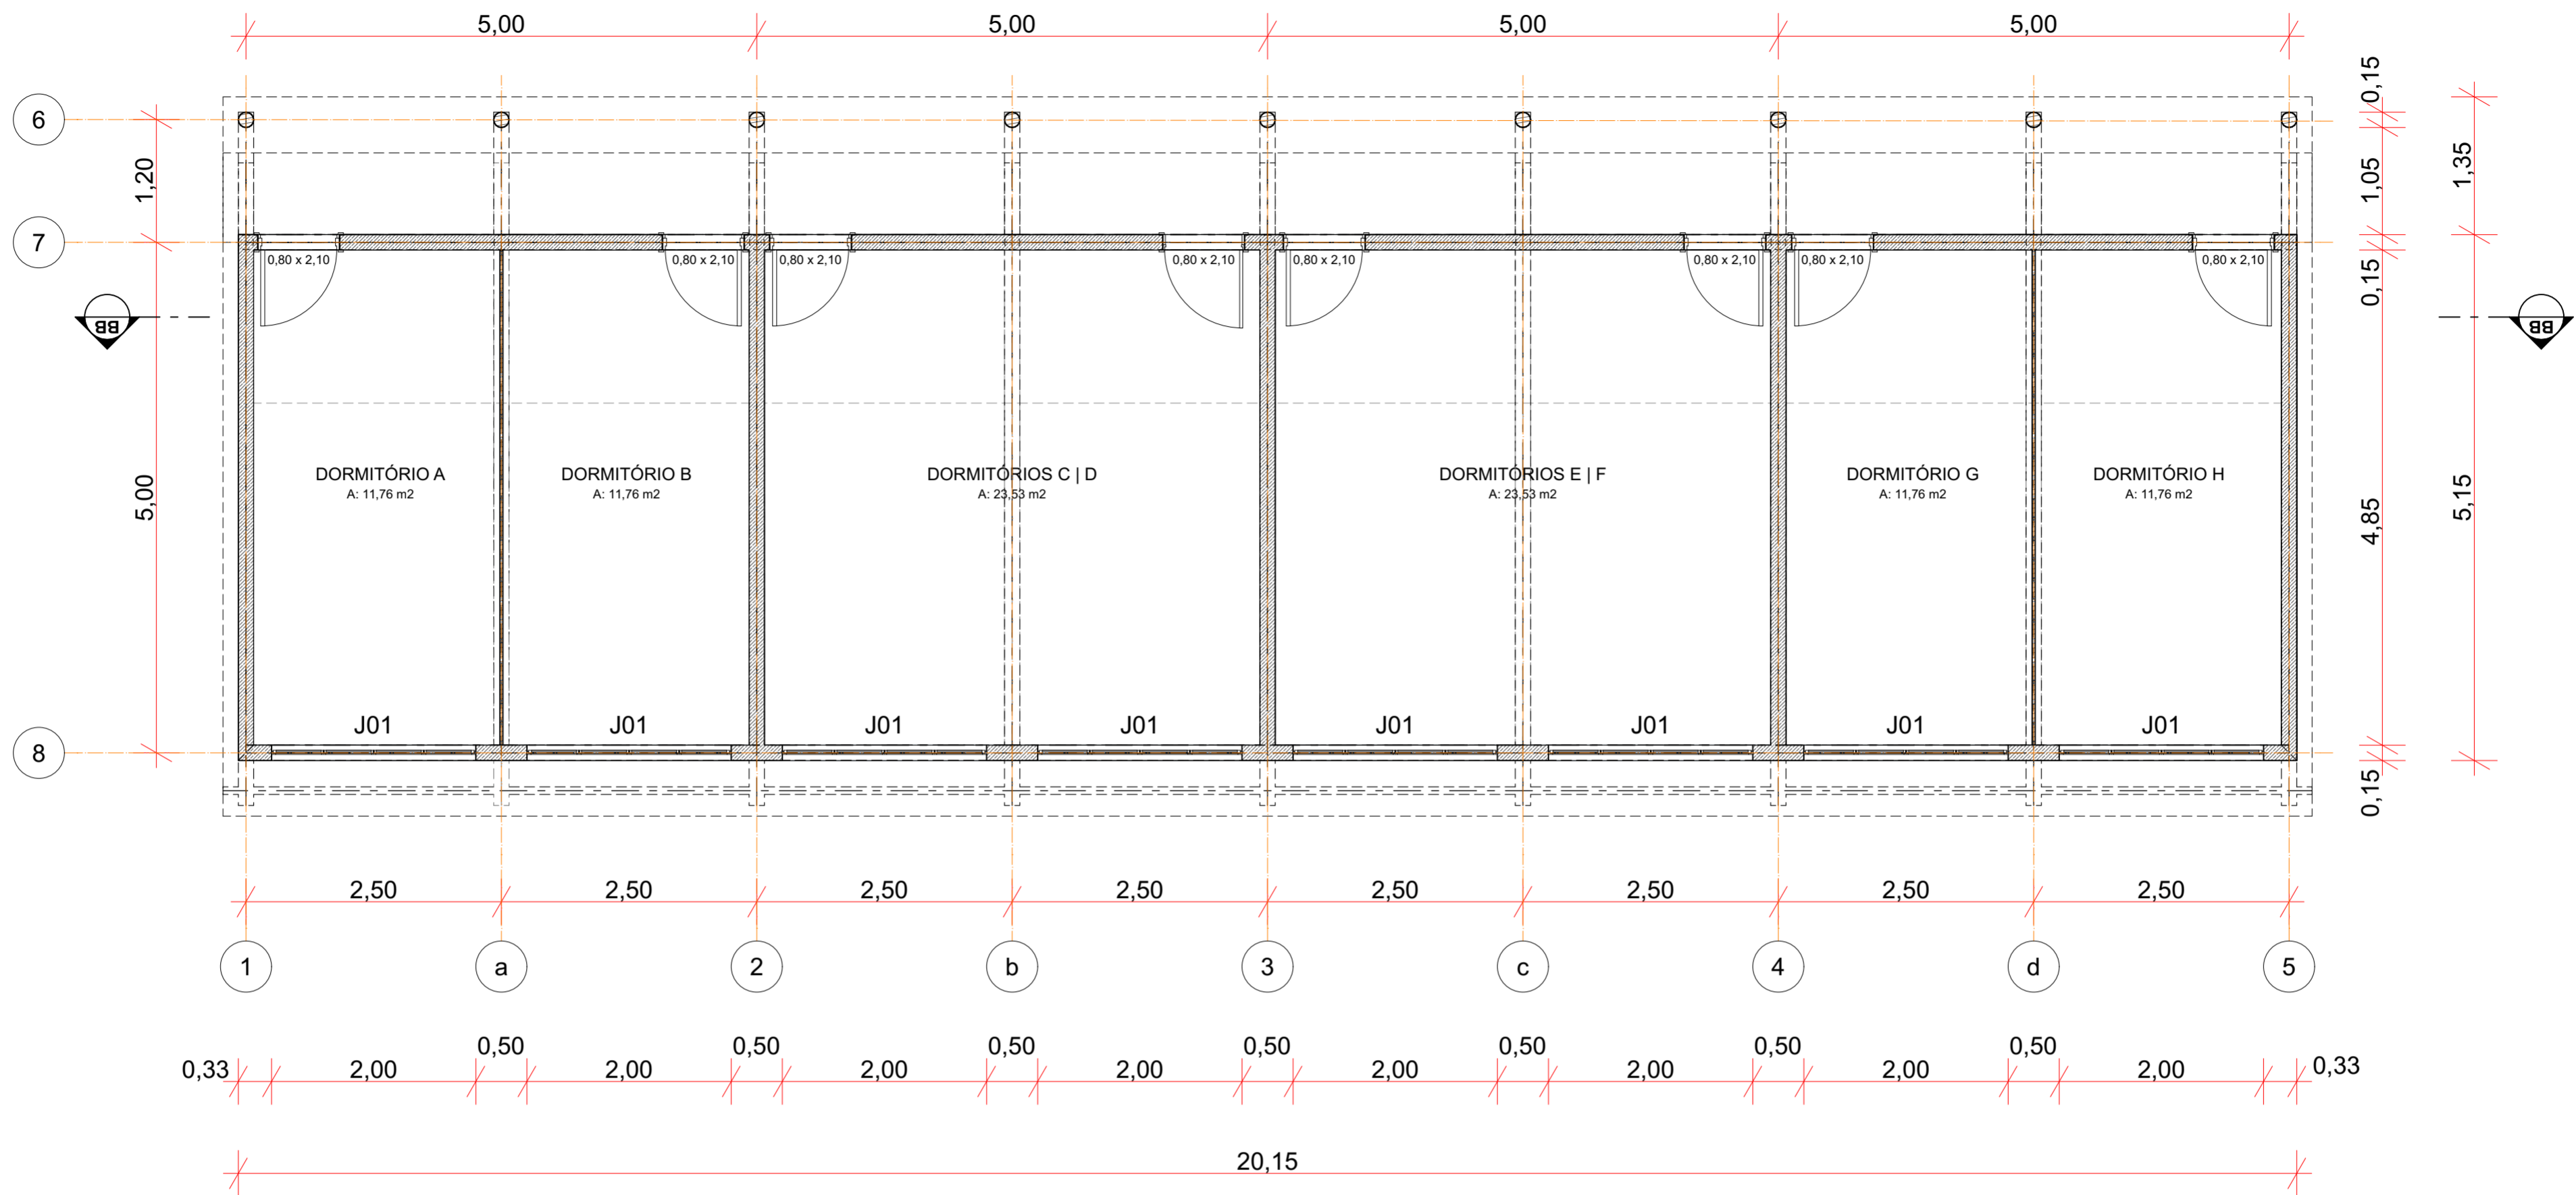 5,00 5,00 5,00 5,00
0,15
6
1,20
1,05
1,35
7
0,80 x 2,10 0,80 x 2,10 0,80 x 2,10 0,80 x 2,10 0,80 x 2,10 0,80 x 2,10 0,80 x 2,10 0,80 x 2,10
0,15
BB BB
DORMITÓRIO A DORMITÓRIO B DORMITÓRIOS C | D DORMITÓRIOS E | F DORMITÓRIO G DORMITÓRIO H
A: 11,76 m2 A: 11,76 m2 A: 23,53 m2 A: 23,53 m2 A: 11,76 m2 A: 11,76 m2
5,00
4,85
5,15
J01 J01 J01 J01 J01 J01 J01 J01
8
0,15
2,50 2,50 2,50 2,50 2,50 2,50 2,50 2,50
1 a 2 b 3 c 4 d 5
0,50 0,50 0,50 0,50 0,50 0,50 0,50
0,33 2,00 2,00 2,00 2,00 2,00 2,00 2,00 2,00 0,33
20,15